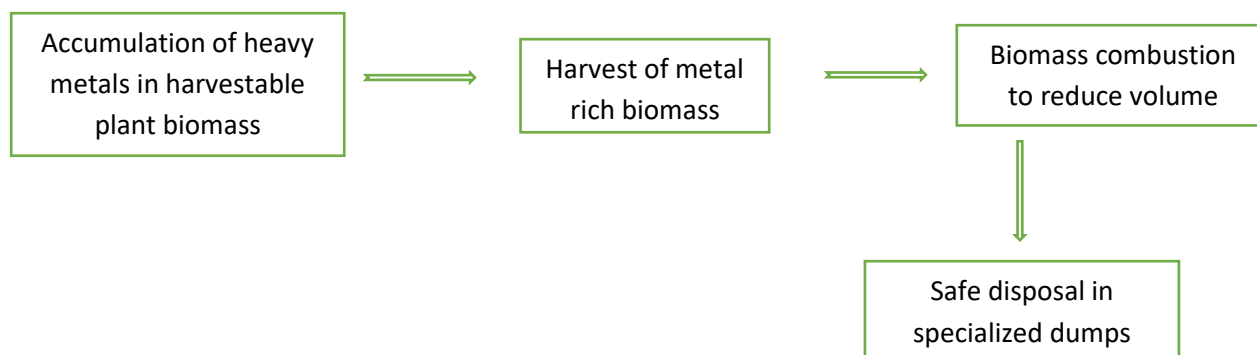 Accumulation of heavy
metals in harvestable
plant biomass
Harvest of metal
rich biomass
Biomass combustion
to reduce volume
Safe disposal in
specialized dumps